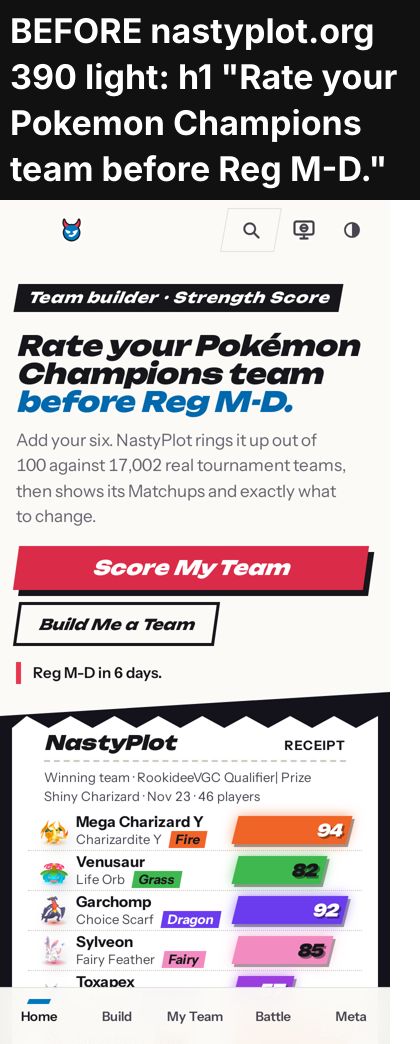 BEFORE nastyplot.org
390 light: h1 "Rate your
Pokemon Champions
team before Reg M-D."
Team builder · Strength Score
Rate your Pokémon
Champions team
before Reg M-D.
Add your six. NastyPlot rings it up out of
100 against 17,002 real tournament teams,
then shows its Matchups and exactly what
to change.
Score My Team
Build Me a Team
Reg M-D in 6 days.
NastyPlot RECEIPT
Winning team · RookideeVGC Qualifier| Prize
Shiny Charizard · Nov 23 · 46 players
Mega Charizard Y
Charizardite Y Fire 94
Venusaur
Life Orb Grass 82
Garchomp
Choice Scarf Dragon 92
Sylveon
Fairy Feather Fairy 85
Toxapex
Home Build My Team Battle Meta